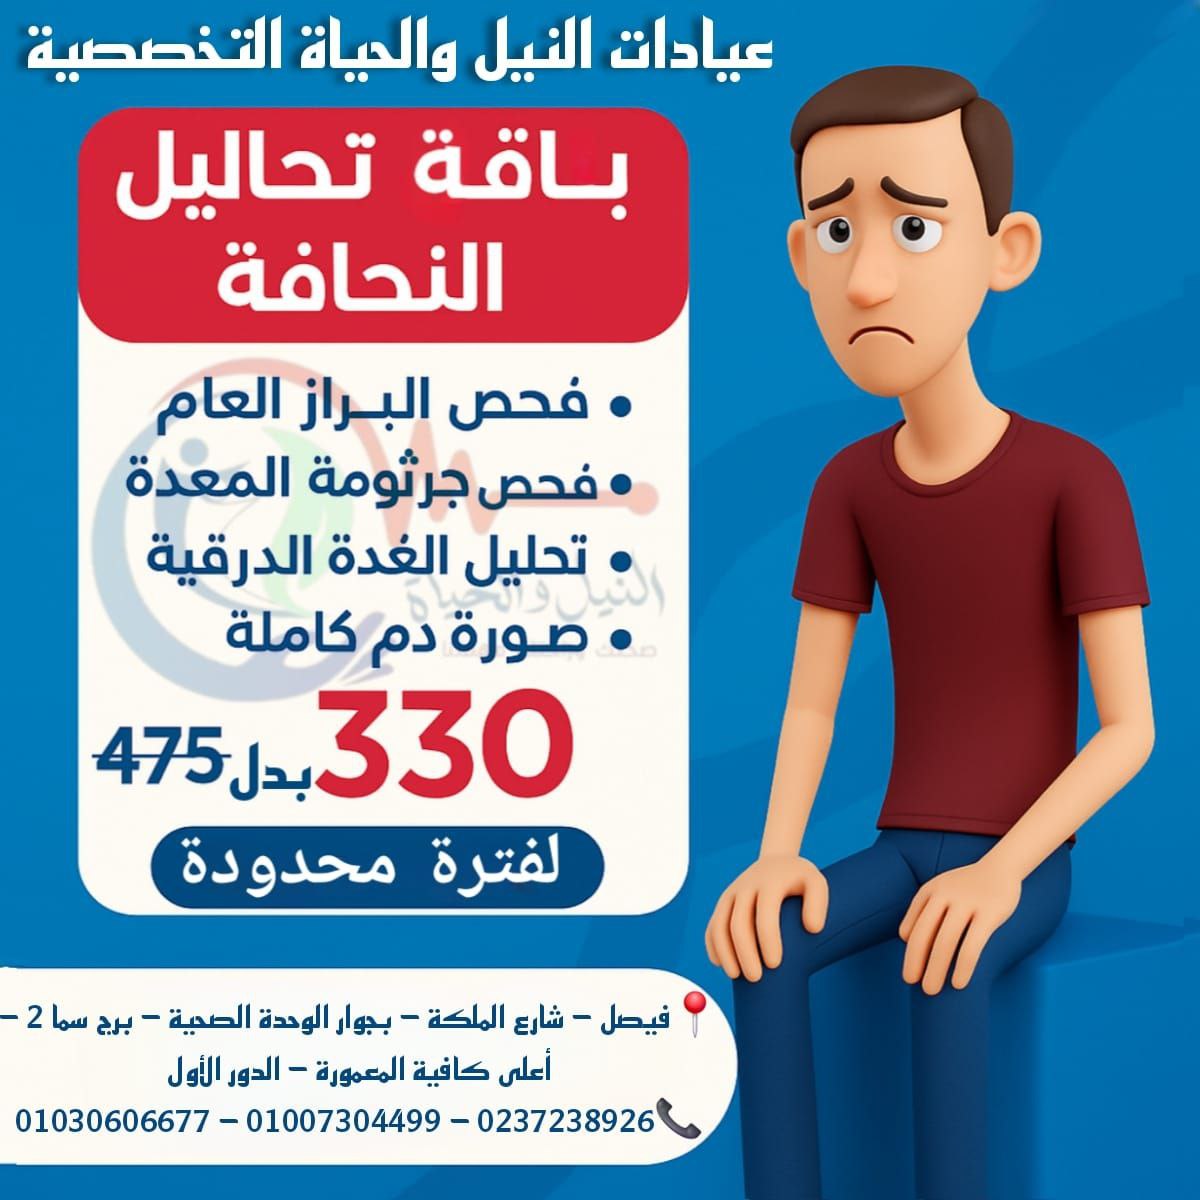 عيادات النيل والحياة التخصصية
باقة تحاليل
النحافة
• فحص البراز العام
• فحص جرثومة المعدة
• تحليل الغدة الدرقية
• صورة دم كاملة
النيل والحياة
330 بدل 475
لفترة محدودة
فيصل – شارع الملكة – بجوار الوحدة الصحية – برج سما 2 –
أعلى كافية المعمورة – الدور الأول
01030606677 – 01007304499 – 0237238926